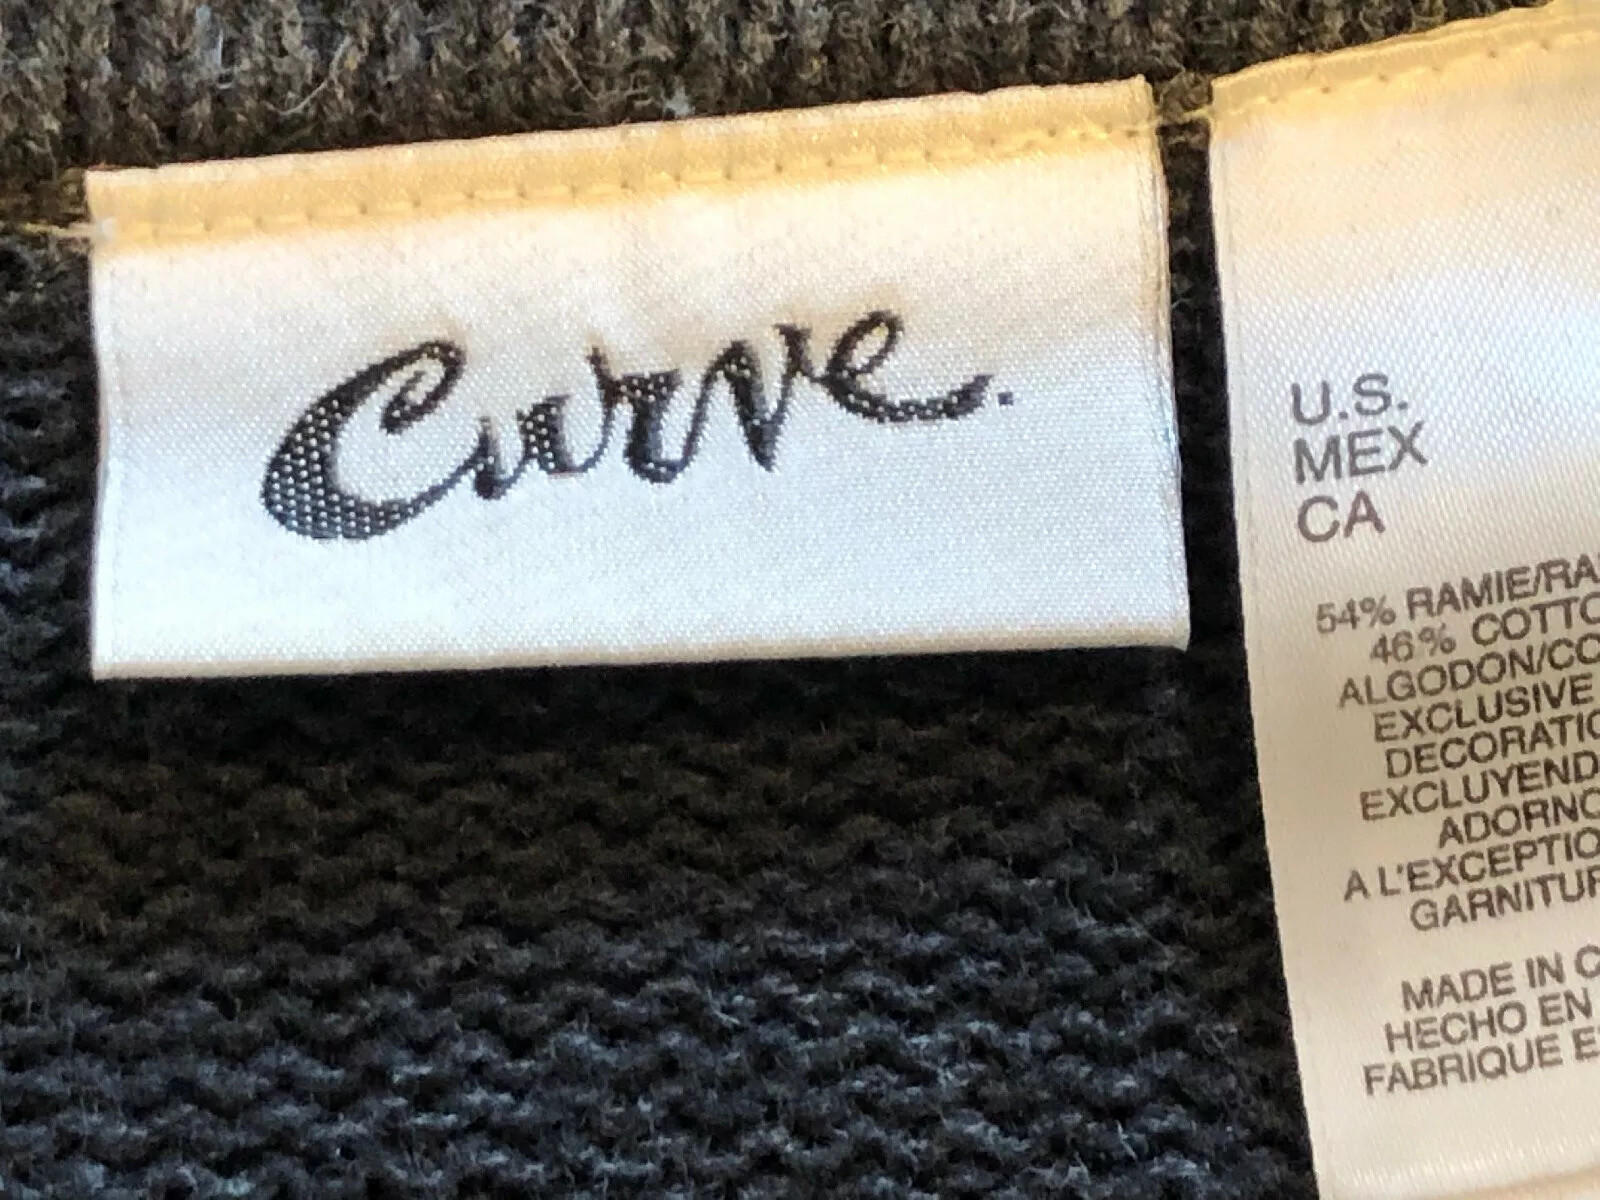 Curve.
U.S.
MEX
CA
54% RAMIE/RA
46% COTTO
ALGODON/CO
EXCLUSIVE
DECORATIO
EXCLUYEND
ADORNO
A L'EXCEPTIO
GARNITUR
MADE IN C
HECHO EN
FABRIQUE E